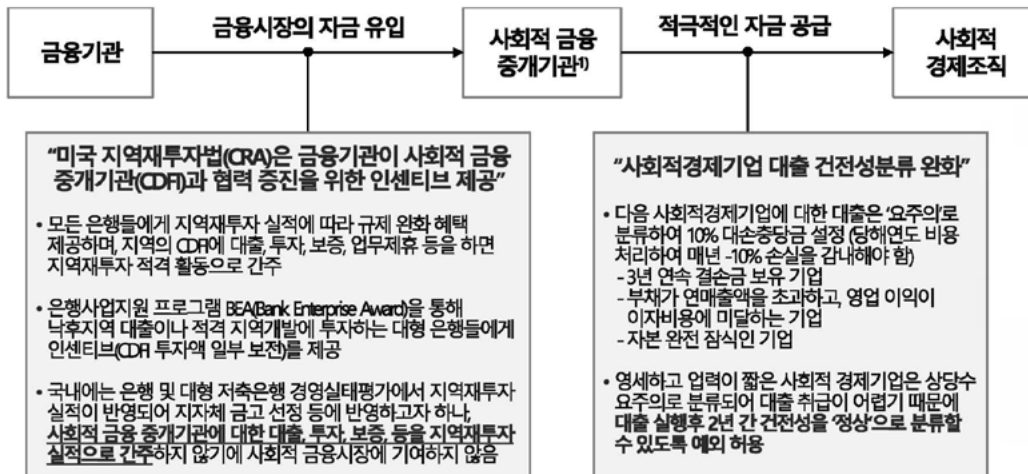 금융기관
금융시장의 자금 유입
사회적 금융
중개기관1)
적극적인 자금 공급
사회적
경제조직
“미국 지역재투자법(CRA)은 금융기관이 사회적 금융
중개기관(CDFI)과 협력 증진을 위한 인센티브 제공”
• 모든 은행들에게 지역재투자 실적에 따라 규제 완화 혜택
제공하며, 지역의 CDFI에 대출, 투자, 보증, 업무제휴 등을 하면
지역재투자 적격 활동으로 간주
• 은행사업지원 프로그램 BEA(Bank Enterprise Award)을 통해
낙후지역 대출이나 적격 지역개발에 투자하는 대형 은행들에게
인센티브(CDFI 투자액 일부 보전)를 제공
• 국내에는 은행 및 대형 저축은행 경영실태평가에서 지역재투자
실적이 반영되어 지자체 금고 선정 등에 반영하고자 하나,
사회적 금융 중개기관에 대한 대출, 투자, 보증, 등을 지역재투자
실적으로 간주하지 않기에 사회적 금융시장에 기여하지 않음
“사회적경제기업 대출 건전성분류 완화”
• 다음 사회적경제기업에 대한 대출은 ‘요주의’로
분류하여 10% 대손충당금 설정 (당해연도 비용
처리하여 매년 -10% 손실을 감내해야 함)
- 3년 연속 결손금 보유 기업
- 부채가 연매출액을 초과하고, 영업 이익이
이자비용에 미달하는 기업
- 자본 완전 잠식인 기업
• 영세하고 업력이 짧은 사회적 경제기업은 상당수
요주의로 분류되어 대출 취급이 어렵기 때문에
대출 실행후 2년 간 건전성을 ‘정상’으로 분류할
수 있도록 예외 허용